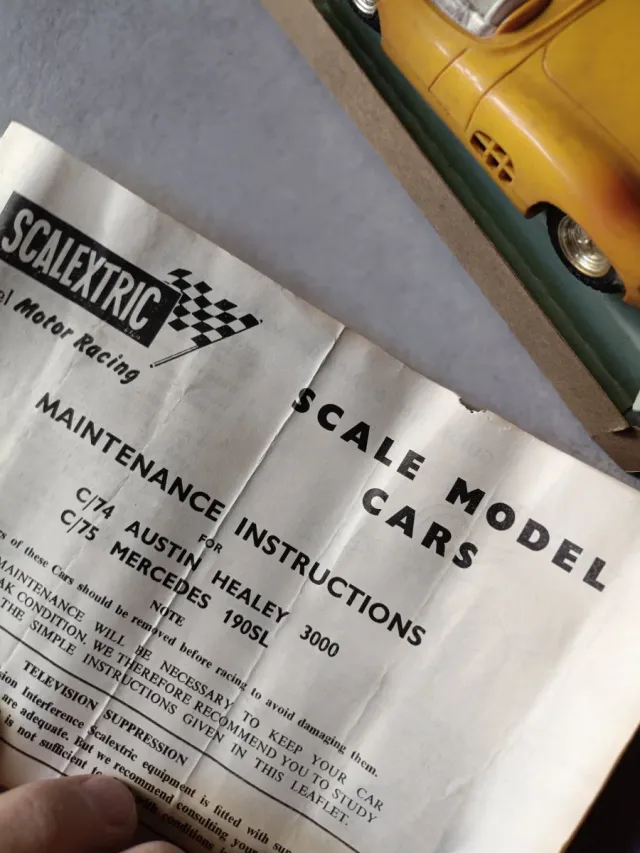 SCALEXTRIC
Motor Racing
SCALE MODEL
CARS
MAINTENANCE INSTRUCTIONS
FOR
C/74 AUSTIN HEALEY 3000
C/75 MERCEDES 190SL
of these Cars should be removed before racing to avoid damaging them.
NOTE
MAINTENANCE WILL BE NECESSARY TO KEEP YOUR CAR
CONDITION. WE THEREFORE RECOMMEND YOU TO STUDY
THE SIMPLE INSTRUCTIONS GIVEN IN THIS LEAFLET.
TELEVISION SUPPRESSION
Interference Scalextric equipment is fitted with
are adequate. But we recommend consulting your
is not sufficient to conditions